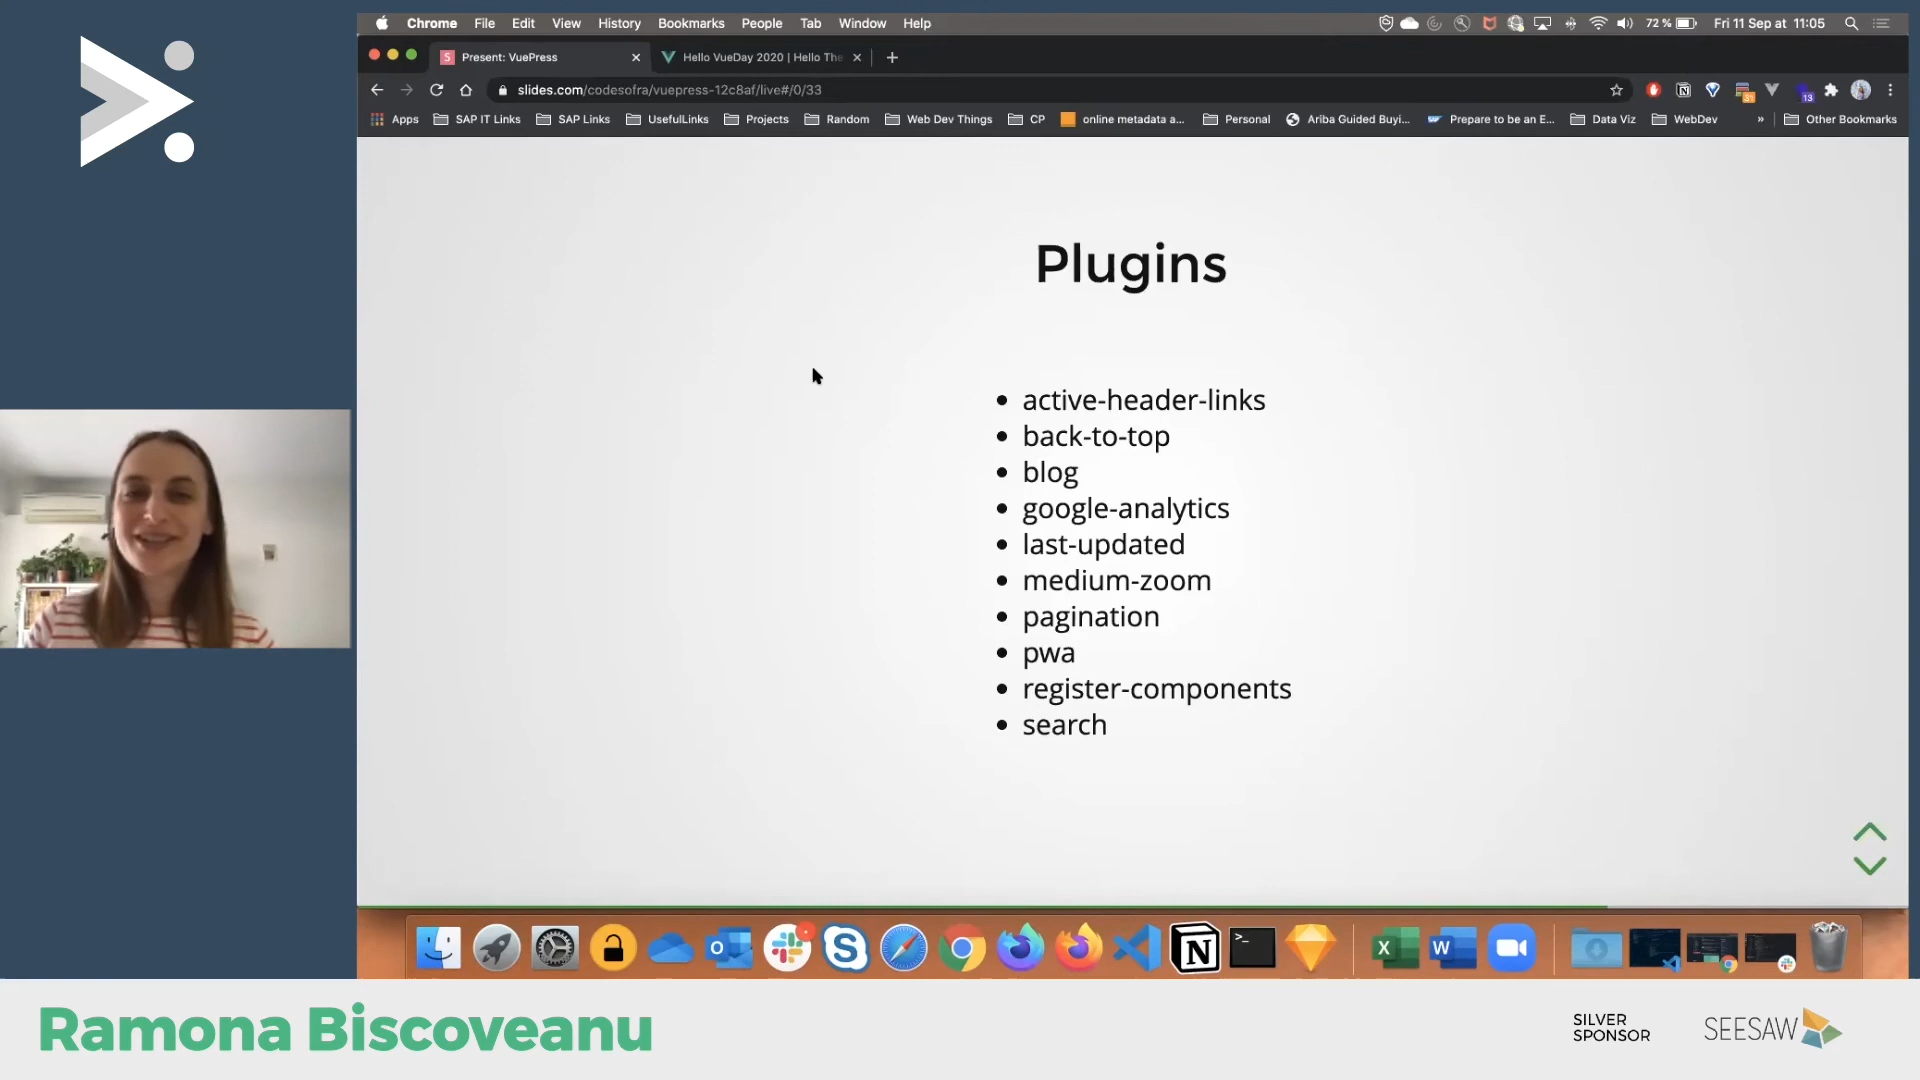 Chrome File Edit View History Bookmarks People Tab Window Help
72 % Fri 11 Sep at 11:05
Present: VuePress
Hello VueDay 2020 | Hello The
slides.com/codesofra/vuepress-12c8af/live#/0/33
31
13
Apps SAP IT Links SAP Links UsefulLinks Projects Random Web Dev Things CP online metadata a... Personal Ariba Guided Buyi... Prepare to be an E... Data Viz WebDev » Other Bookmarks
Plugins
active-header-links
back-to-top
blog
google-analytics
last-updated
medium-zoom
pagination
pwa
register-components
search
Ramona Biscoveanu
SILVER
SPONSOR
SEESAW